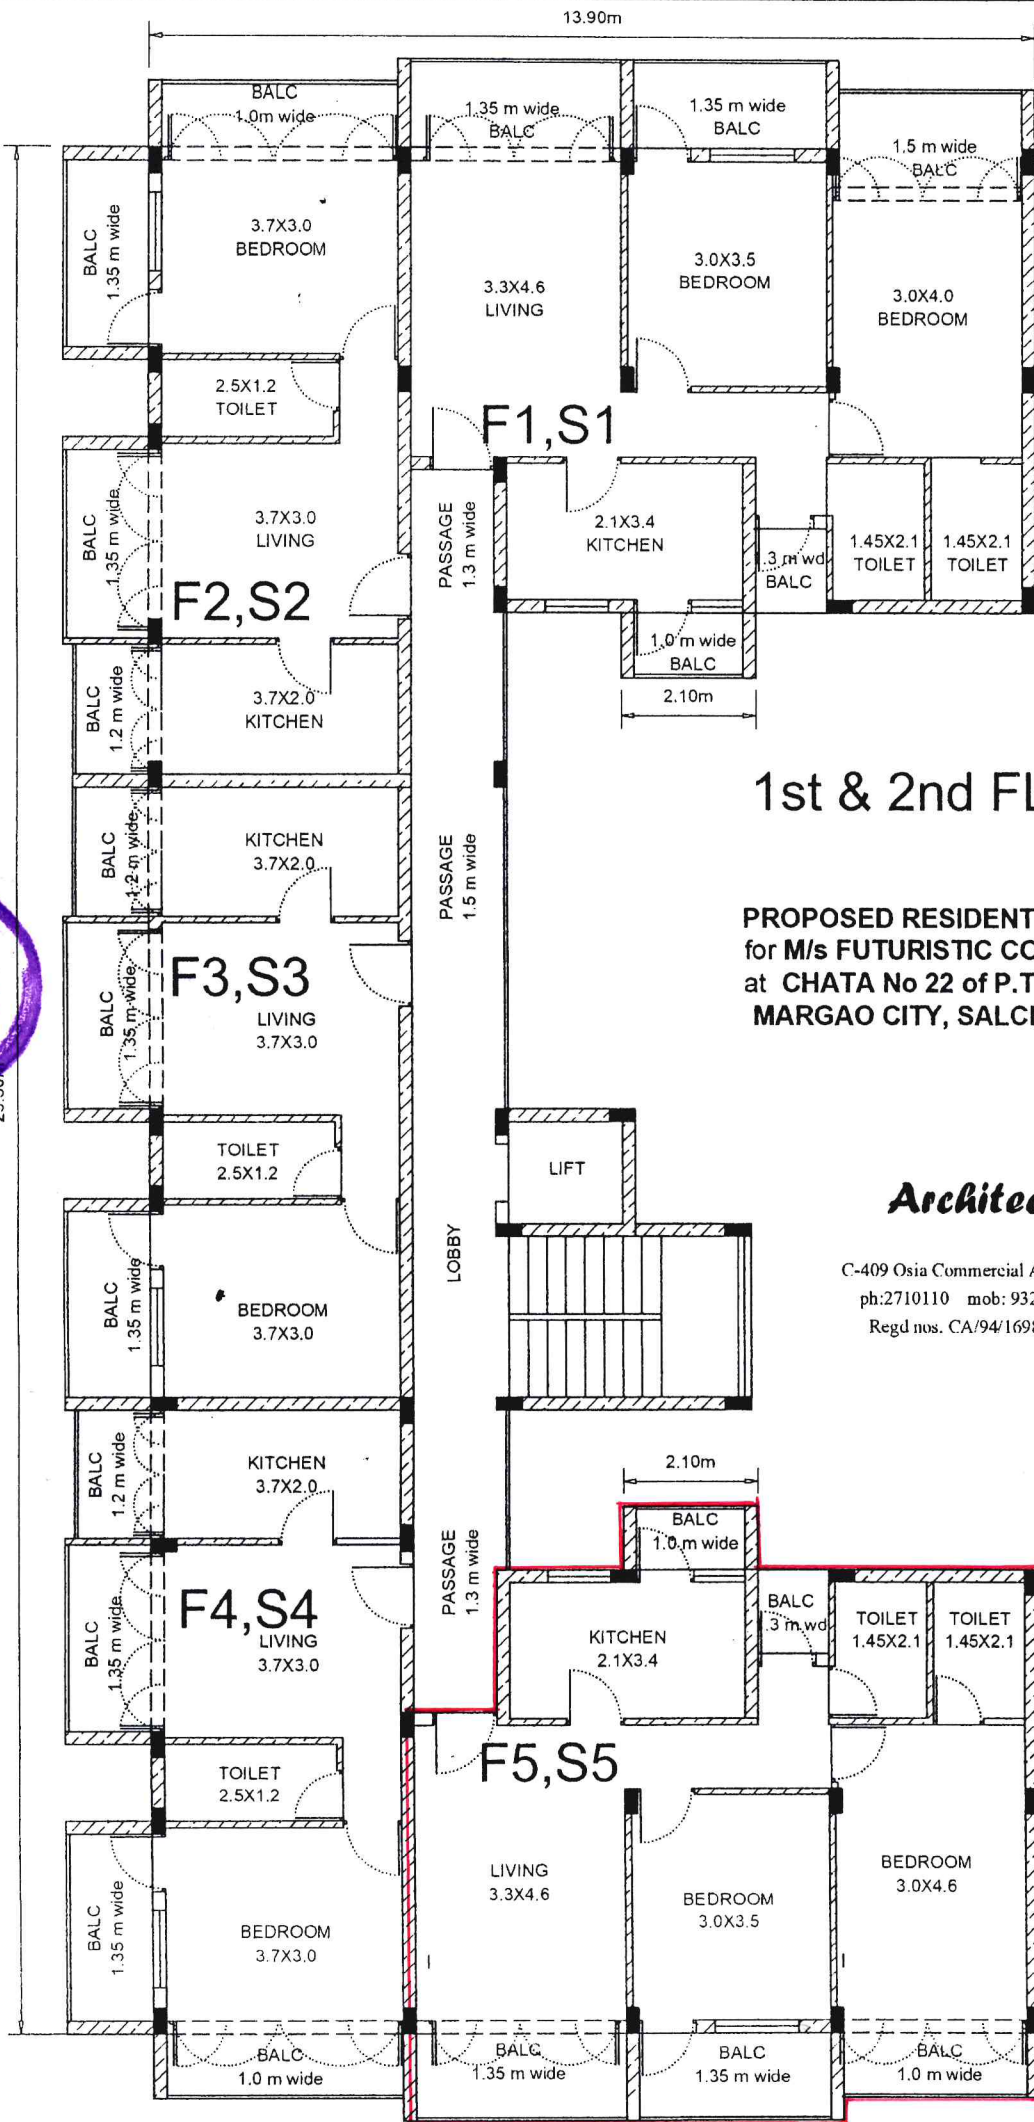 13.90m
BALC
1.0m wide
1.35 m wide
BALC
1.35 m wide
BALC
1.5 m wide
BALC
BALC
1.35 m wide
3.7X3.0
BEDROOM
3.3X4.6
LIVING
3.0X3.5
BEDROOM
3.0X4.0
BEDROOM
2.5X1.2
TOILET
F1,S1
BALC
1.35 m wide
3.7X3.0
LIVING
PASSAGE
1.3 m wide
2.1X3.4
KITCHEN
.3 m wd
BALC
1.45X2.1
TOILET
1.45X2.1
TOILET
F2,S2
1.0 m wide
BALC
2.10m
BALC
1.2 m wide
3.7X2.0
KITCHEN
1st & 2nd FL
BALC
1.2 m wide
KITCHEN
3.7X2.0
PASSAGE
1.5 m wide
PROPOSED RESIDENT
for M/s FUTURISTIC CO
at CHATA No 22 of P.T
MARGAO CITY, SALCE
F3,S3
BALC
1.35 m wide
LIVING
3.7X3.0
TOILET
2.5X1.2
LIFT
Architec
LOBBY
C-409 Osia Commercial A
ph:2710110 mob: 932
Regd nos. CA/94/1698
BALC
1.35 m wide
BEDROOM
3.7X3.0
BALC
1.2 m wide
KITCHEN
3.7X2.0
2.10m
BALC
1.0 m wide
PASSAGE
1.3 m wide
F4,S4
BALC
1.35 m wide
LIVING
3.7X3.0
KITCHEN
2.1X3.4
BALC
.3 m wd
TOILET
1.45X2.1
TOILET
1.45X2.1
F5,S5
TOILET
2.5X1.2
BALC
1.35 m wide
BEDROOM
3.7X3.0
LIVING
3.3X4.6
BEDROOM
3.0X3.5
BEDROOM
3.0X4.6
BALC
1.0 m wide
BALC
1.35 m wide
BALC
1.35 m wide
BALC
1.0 m wide